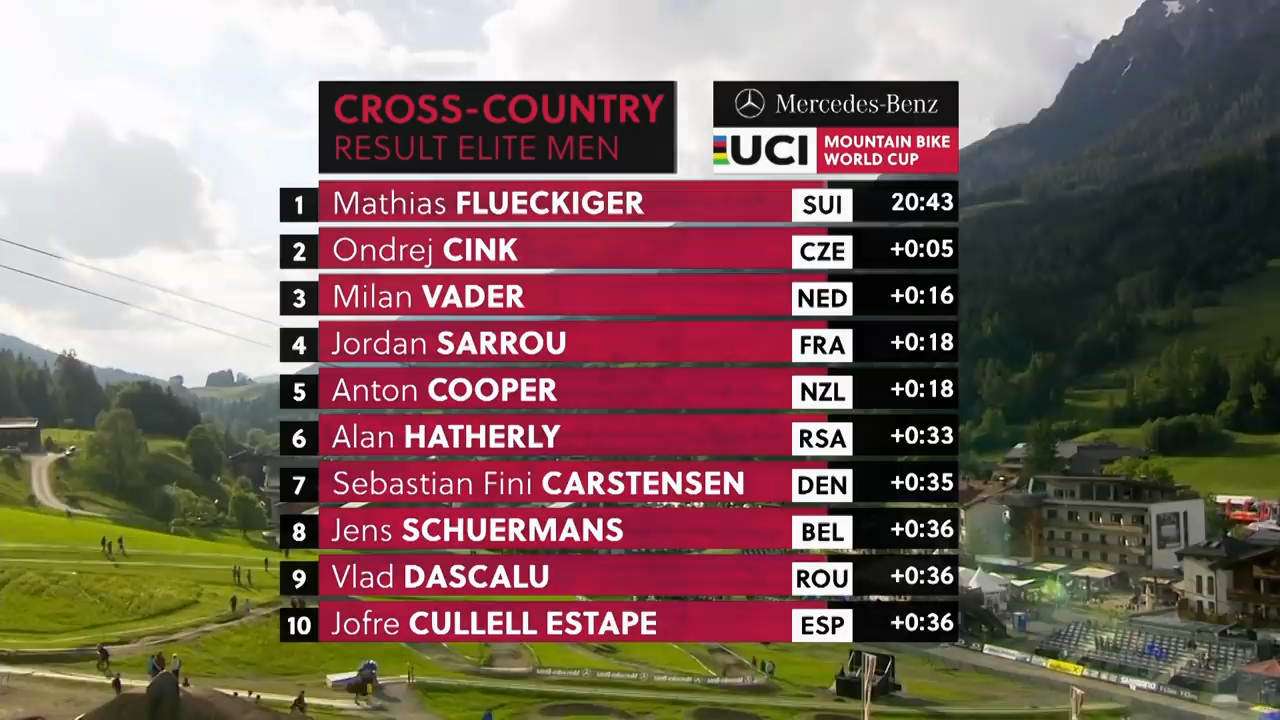 CROSS-COUNTRY
RESULT ELITE MEN
Mercedes-Benz
UCI MOUNTAIN BIKE
WORLD CUP
1 Mathias FLUECKIGER SUI 20:43
2 Ondrej CINK CZE +0:05
3 Milan VADER NED +0:16
4 Jordan SARROU FRA +0:18
5 Anton COOPER NZL +0:18
6 Alan HATHERLY RSA +0:33
7 Sebastian Fini CARSTENSEN DEN +0:35
8 Jens SCHUERMANS BEL +0:36
9 Vlad DASCALU ROU +0:36
10 Jofre CULLELL ESTAPE ESP +0:36
SHIMANO